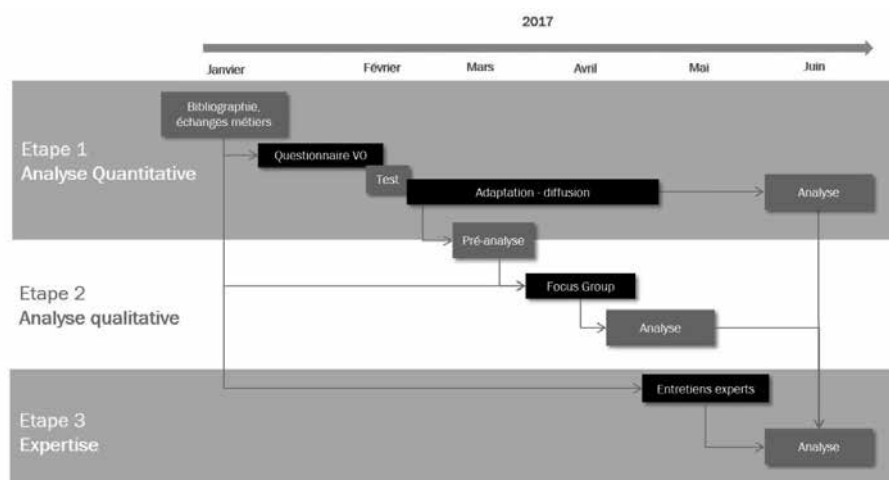 2017
Janvier
Février
Mars
Avril
Mai
Juin
Bibliographie,
échanges métiers
Etape 1
Analyse Quantitative
Questionnaire V0
Test
Adaptation - diffusion
Analyse
Pré-analyse
Etape 2
Analyse qualitative
Focus Group
Analyse
Etape 3
Expertise
Entretiens experts
Analyse